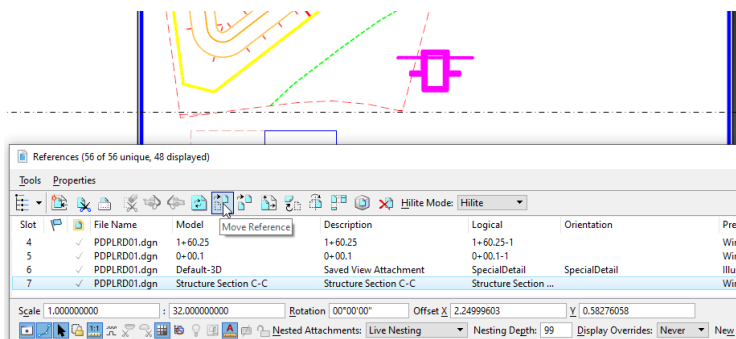 References (56 of 56 unique, 48 displayed)
Tools Properties
Hilite Mode: Hilite
Slot File Name Model Description Logical Orientation Pre
Move Reference
4 PDPLRD01.dgn 1+60.25 1+60.25 1+60.25-1 Wir
5 PDPLRD01.dgn 0+00.1 0+00.1 0+00.1-1 Wir
6 PDPLRD01.dgn Default-3D Saved View Attachment SpecialDetail SpecialDetail Illu
7 PDPLRD01.dgn Structure Section C-C Structure Section C-C Structure Section ... Wir
Scale 1.000000000 : 32.000000000 Rotation 00°00'00" Offset X 2.24999603 Y 0.58276058
1:1 Nested Attachments: Live Nesting Nesting Depth: 99 Display Overrides: Never New